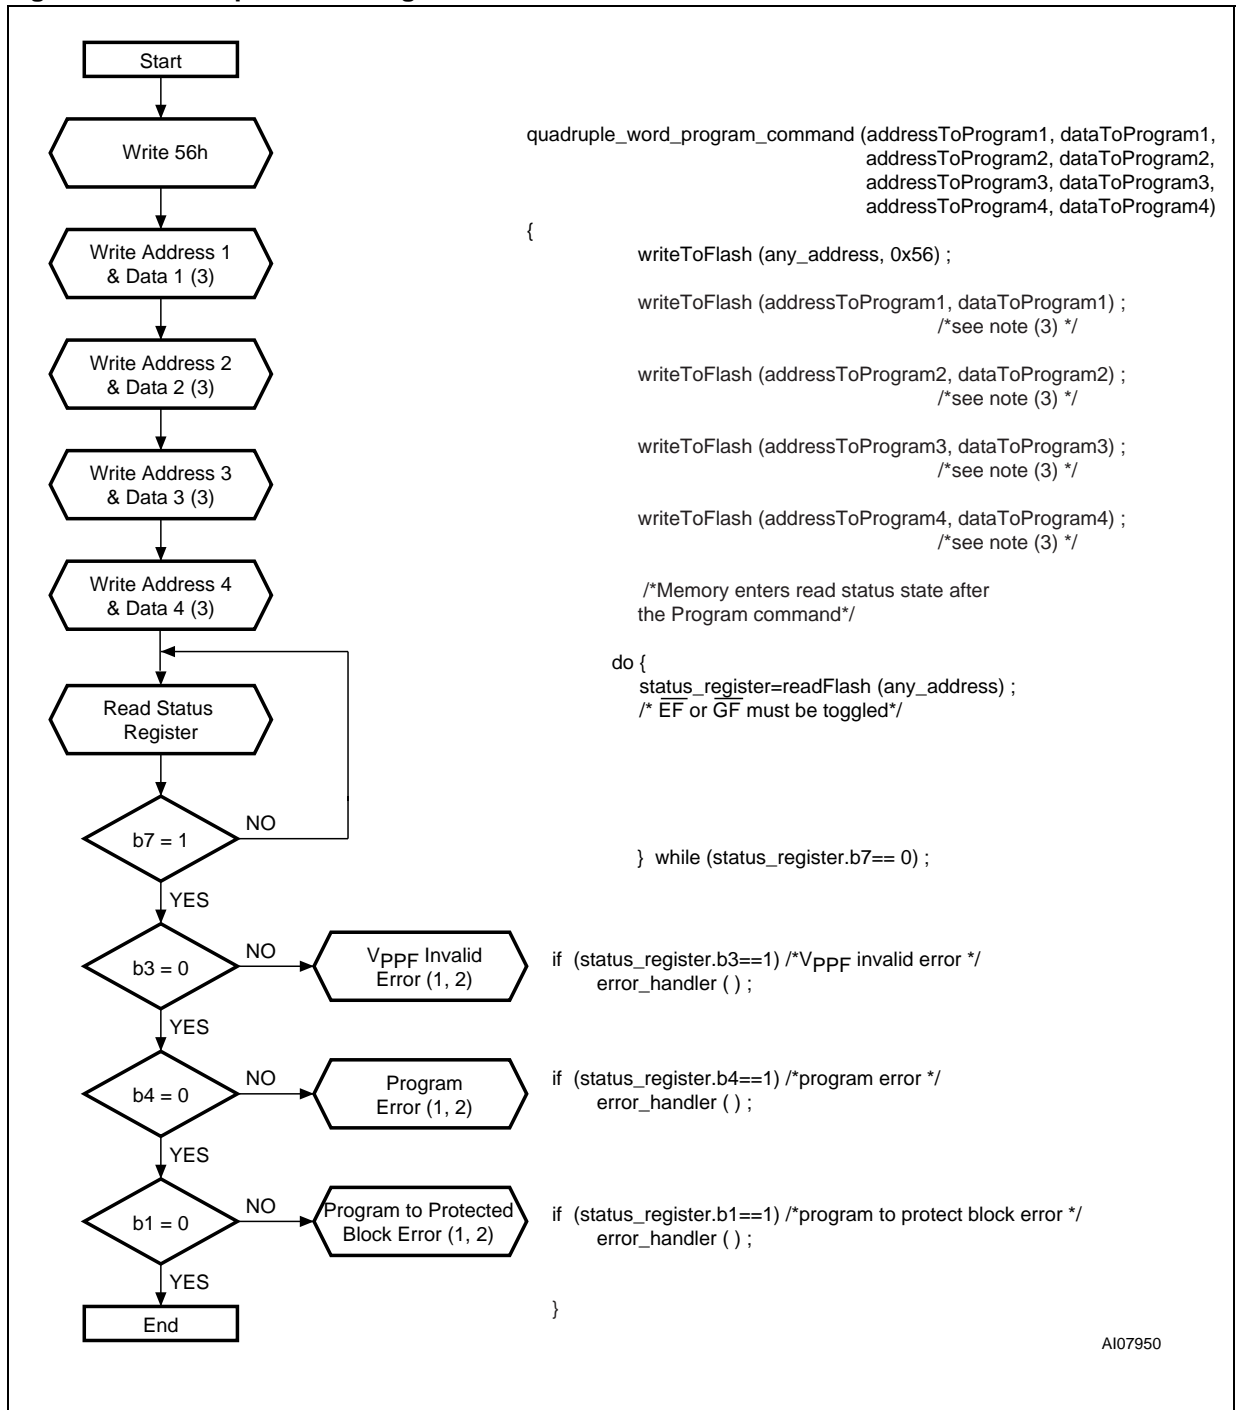 Start
Write 56h
Write Address 1
& Data 1 (3)
Write Address 2
& Data 2 (3)
Write Address 3
& Data 3 (3)
Write Address 4
& Data 4 (3)
Read Status
Register
b7 = 1
NO
YES
b3 = 0
NO
VPPF Invalid
Error (1, 2)
YES
b4 = 0
NO
Program
Error (1, 2)
YES
b1 = 0
NO
Program to Protected
Block Error (1, 2)
YES
End
quadruple_word_program_command (addressToProgram1, dataToProgram1,
addressToProgram2, dataToProgram2,
addressToProgram3, dataToProgram3,
addressToProgram4, dataToProgram4)
{
writeToFlash (any_address, 0x56) ;
writeToFlash (addressToProgram1, dataToProgram1) ;
/*see note (3) */
writeToFlash (addressToProgram2, dataToProgram2) ;
/*see note (3) */
writeToFlash (addressToProgram3, dataToProgram3) ;
/*see note (3) */
writeToFlash (addressToProgram4, dataToProgram4) ;
/*see note (3) */
/*Memory enters read status state after
the Program command*/
do {
status_register=readFlash (any_address) ;
/* EF or GF must be toggled*/
} while (status_register.b7== 0) ;
if (status_register.b3==1) /*VPPF invalid error */
error_handler ( ) ;
if (status_register.b4==1) /*program error */
error_handler ( ) ;
if (status_register.b1==1) /*program to protect block error */
error_handler ( ) ;
}
AI07950